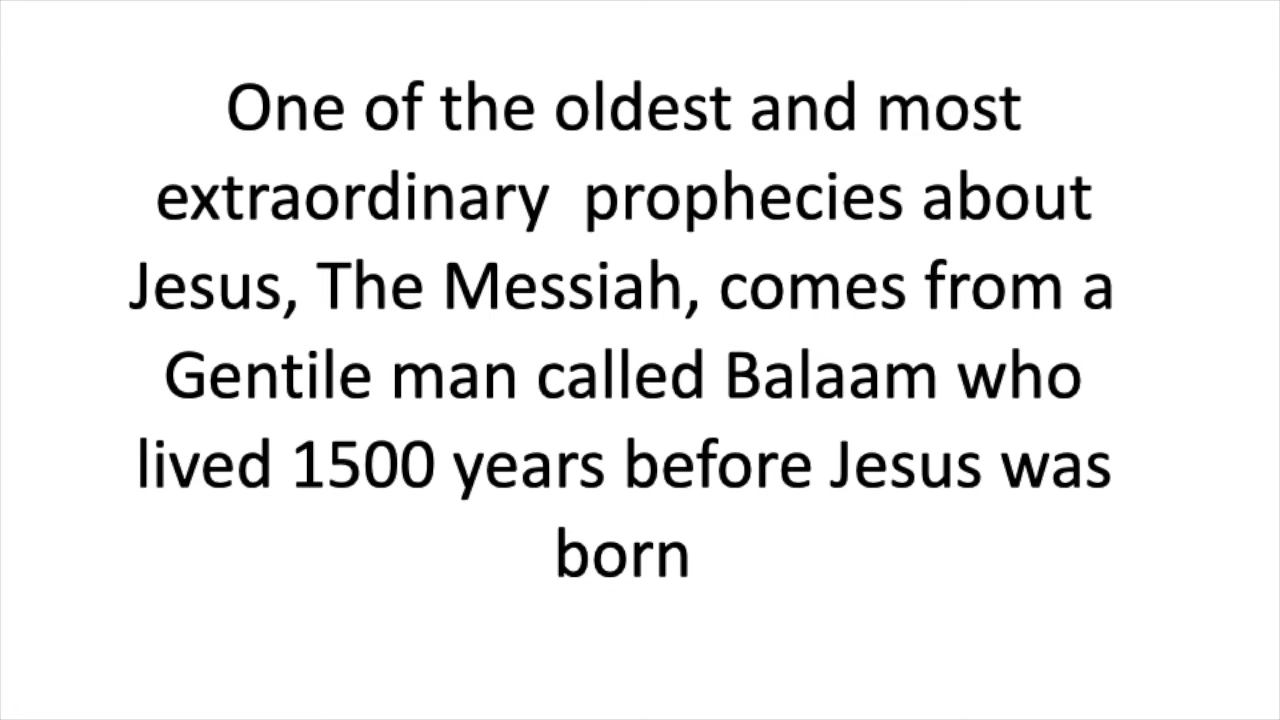 One of the oldest and most
extraordinary  prophecies about
Jesus, The Messiah, comes from a
Gentile man called Balaam who
lived 1500 years before Jesus was
born